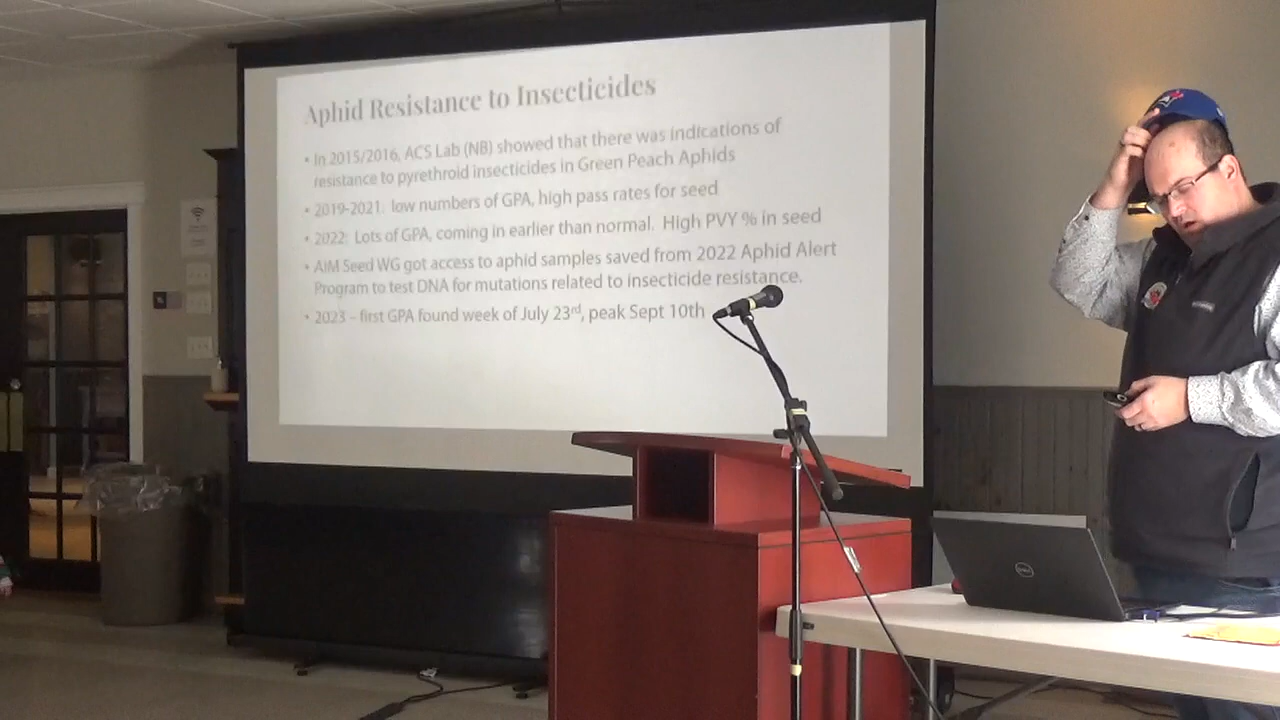 Aphid Resistance to Insecticides
• In 2015/2016, ACS Lab (NB) showed that there was indications of
resistance to pyrethroid insecticides in Green Peach Aphids
• 2019-2021: low numbers of GPA, high pass rates for seed
• 2022: Lots of GPA, coming in earlier than normal. High PVY % in seed
• AIM Seed WG got access to aphid samples saved from 2022 Aphid Alert
Program to test DNA for mutations related to insecticide resistance.
• 2023 – first GPA found week of July 23rd, peak Sept 10th
DELL